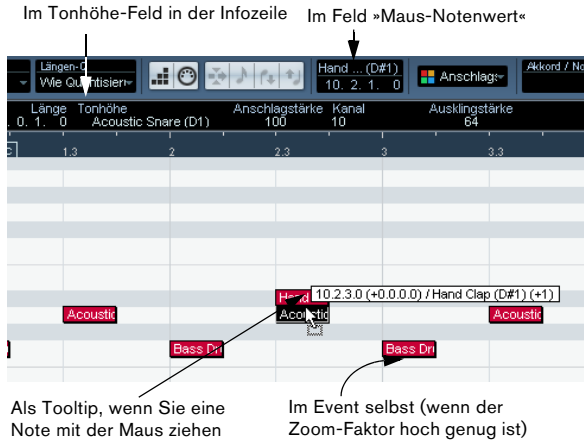 Im Tonhöhe-Feld in der Infozeile
Im Feld »Maus-Notenwert«
Längen-Q
Hand ... (D#1)
Akkord / No
Wie Quantisiern
10. 2. 1. 0
Anschlags
Länge Tonhöhe Anschlagstärke Kanal Ausklingstärke
0. 1. 0 Acoustic Snare (D1) 100 10 64
1.3 2 2.3 3 3.3
Hand
10.2.3.0 (+0.0.0.0) / Hand Clap (D#1) (+1)
Acoustic Acoustic Acoustic
Bass Dru Bass Dru
Als Tooltip, wenn Sie eine
Note mit der Maus ziehen
Im Event selbst (wenn der
Zoom-Faktor hoch genug ist)